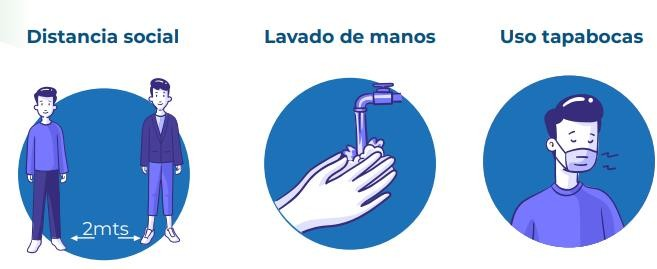 Distancia social
Lavado de manos
Uso tapabocas
2mts